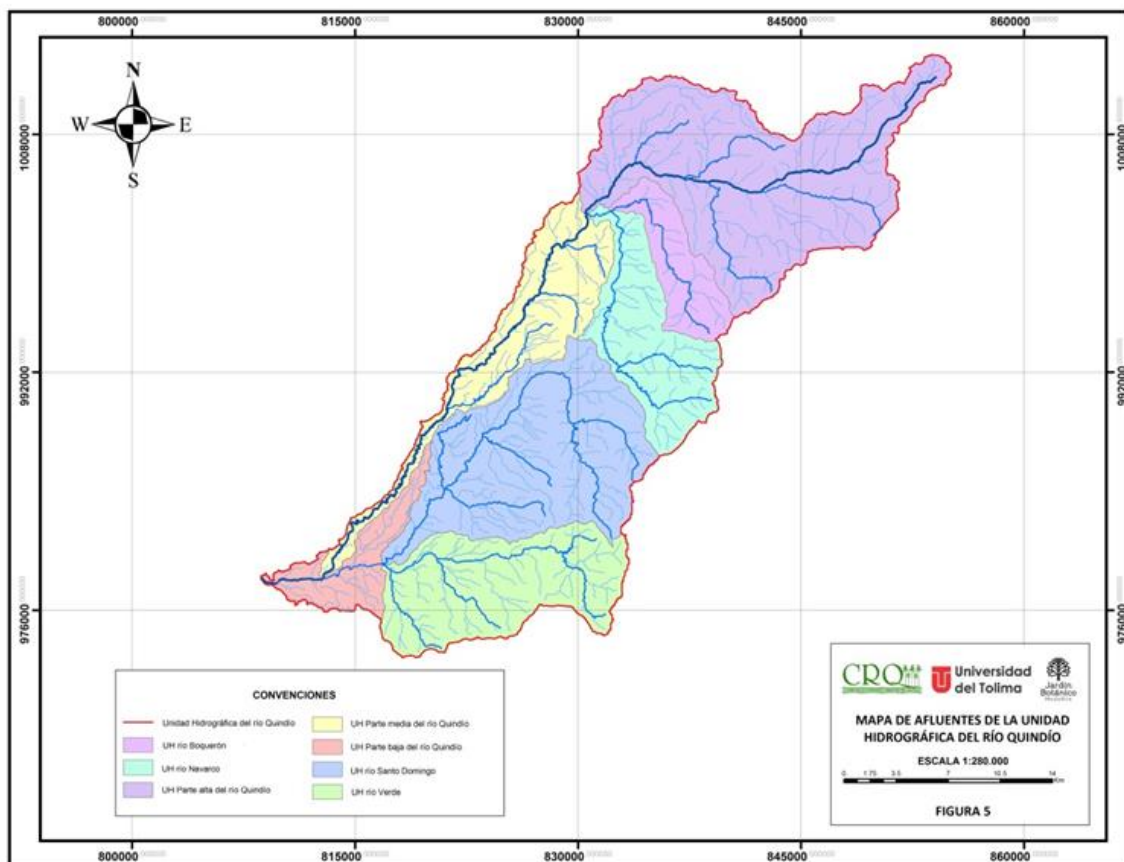 800000 815000 830000 845000 860000
N
W E
S
1008000 1008000
992000 992000
976000 976000
CONVENCIONES
Unidad Hidrográfica del río Quindío
UH río Boquerón
UH río Navarco
UH Parte alta del río Quindío
UH Parte media del río Quindío
UH Parte baja del río Quindío
UH río Santo Domingo
UH río Verde
CRQ
Universidad
del Tolima
Jardín
Botánico
MAPA DE AFLUENTES DE LA UNIDAD
HIDROGRÁFICA DEL RÍO QUINDÍO
ESCALA 1:280.000
0 1.75 3.5 7 10.5 14
Km
FIGURA 5
800000 815000 830000 845000 860000